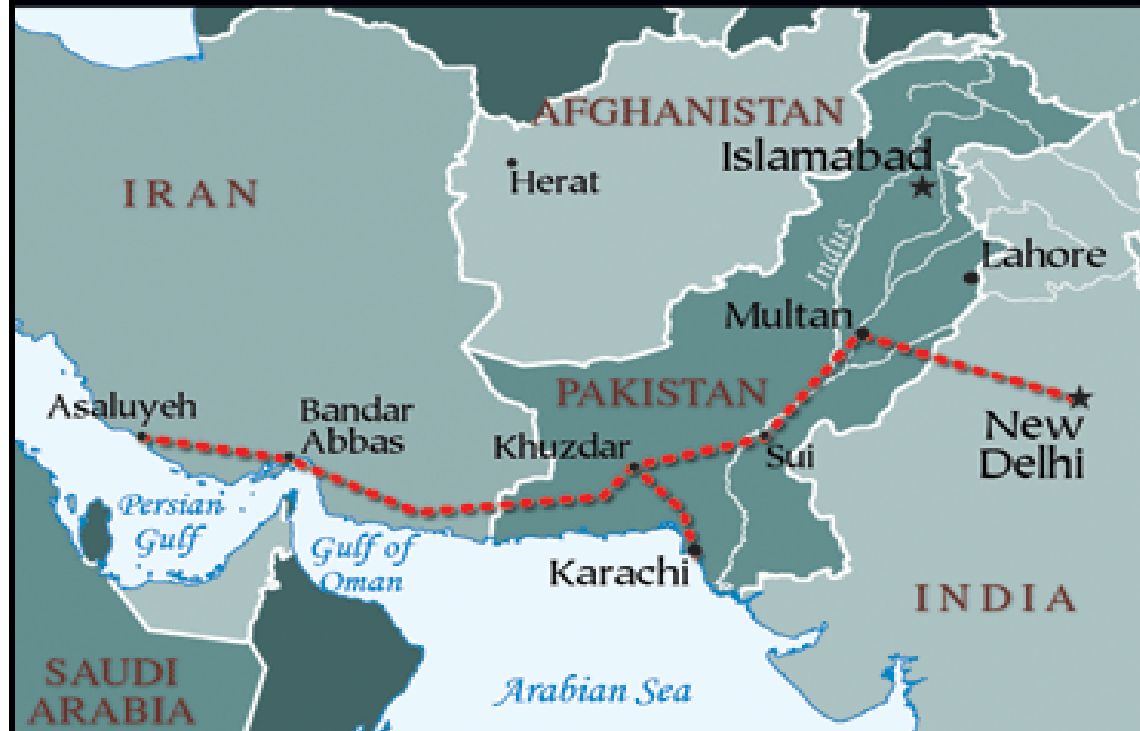 AFGHANISTAN
Islamabad
Herat
IRAN
Indus
Lahore
Multan
PAKISTAN
Asaluyeh
Bandar
Abbas
New
Delhi
Khuzdar
Sui
Persian
Gulf
Gulf of
Oman
Karachi
INDIA
SAUDI
ARABIA
Arabian Sea